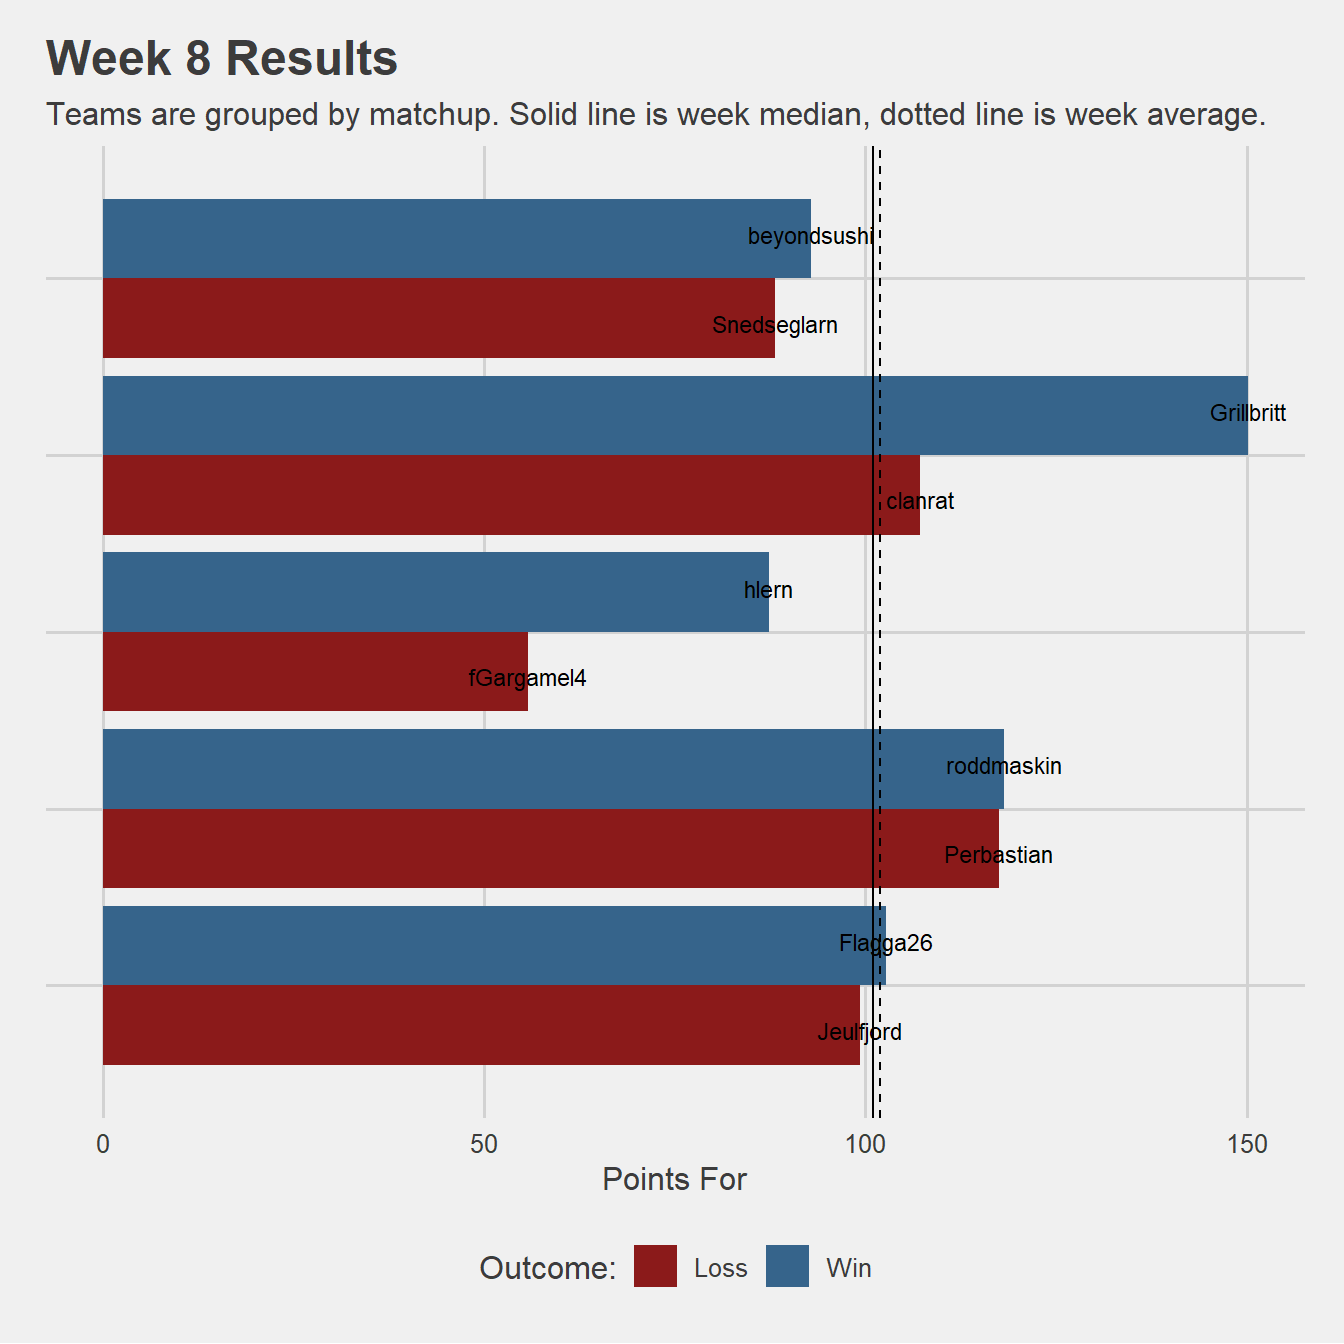 Week 8 Results
Teams are grouped by matchup. Solid line is week median, dotted line is week average.
beyondsushi
Snedseglarn
Grillbritt
clanrat
hlern
fGargamel4
roddmaskin
Perbastian
Flagga26
Jeulfjord
0 50 100 150
Points For
Outcome: Loss Win